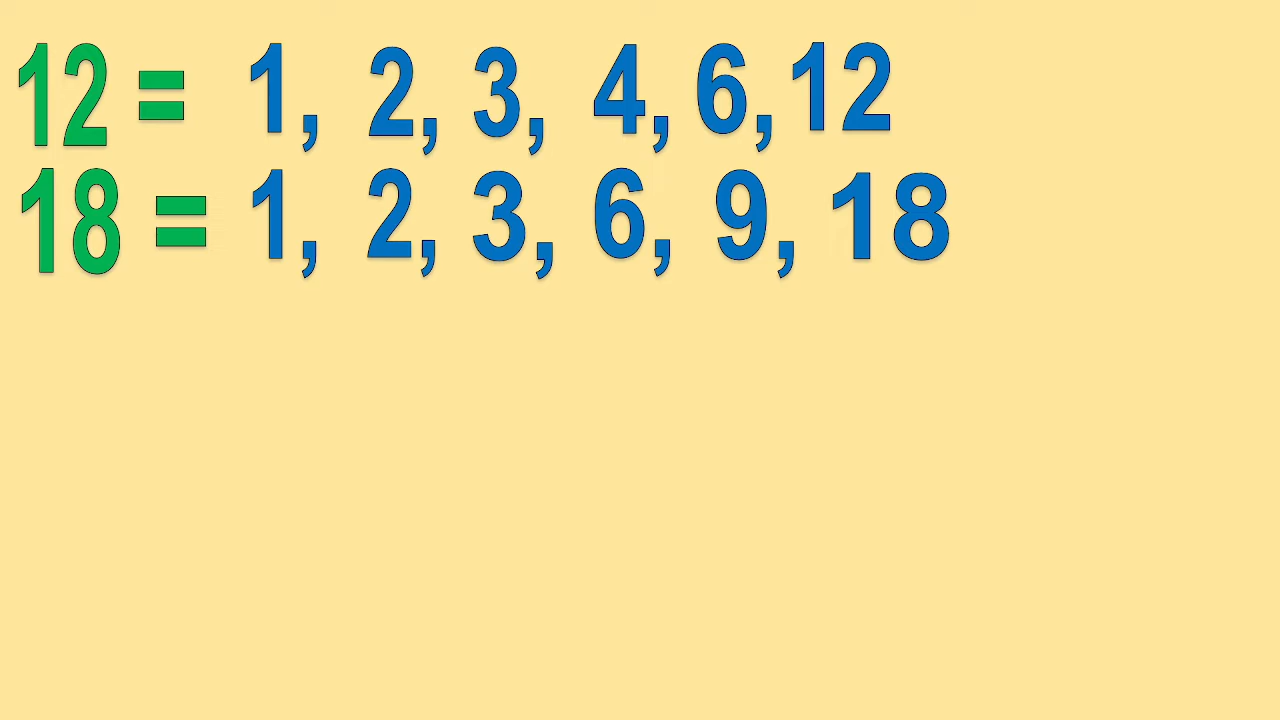 12 = 1, 2, 3, 4, 6, 12
18 = 1, 2, 3, 6, 9, 18